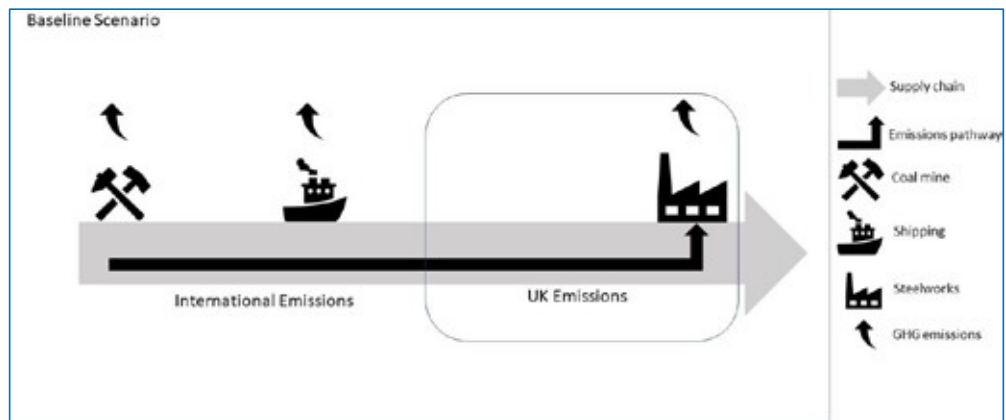 Baseline Scenario
International Emissions
UK Emissions
Supply chain
Emissions pathway
Coal mine
Shipping
Steelworks
GHG emissions